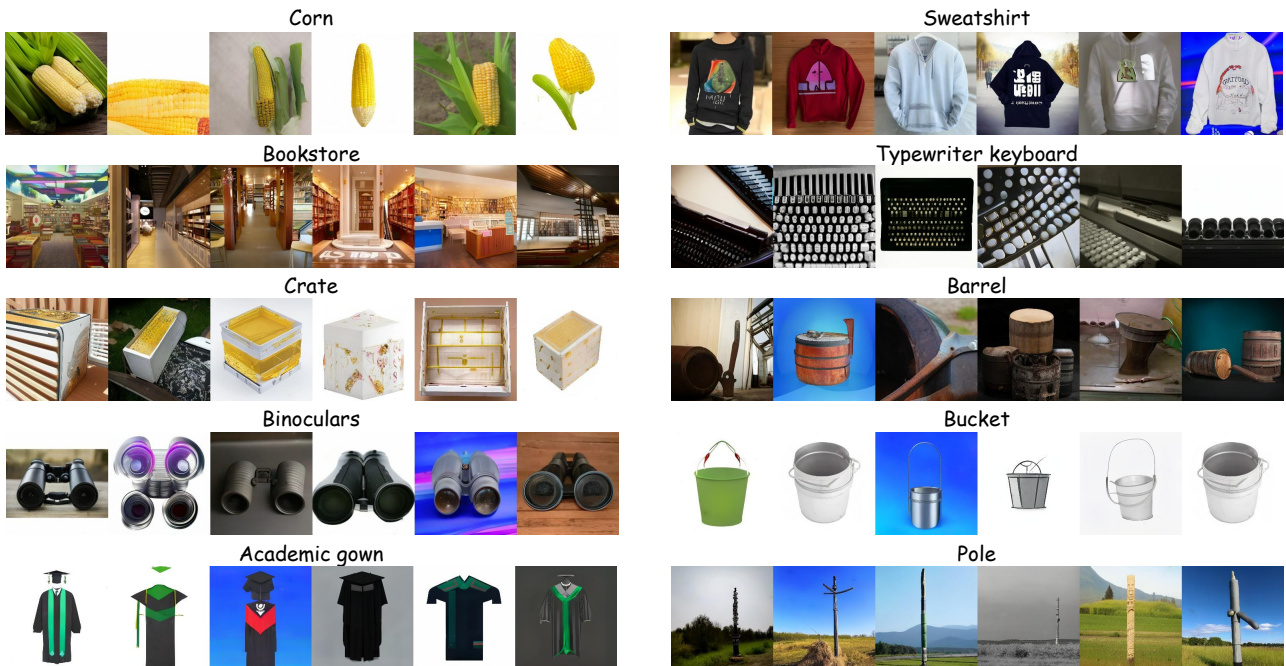 Corn
Sweatshirt
Bookstore
Typewriter keyboard
Crate
Barrel
Binoculars
Bucket
Academic gown
Pole